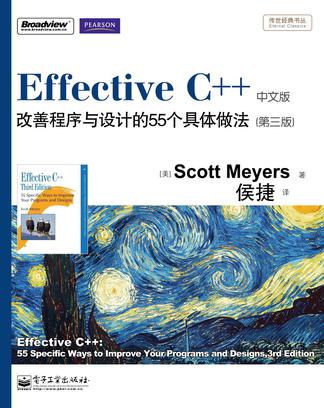 Broadview
www.broadview.com.cn
PEARSON
传世经典书丛
Eternal Classics
Effective C++ 中文版
改善程序与设计的55个具体做法 (第三版)
[美] Scott Meyers 著
侯捷 译
Effective C++
Third Edition
55 Specific Ways to Improve
Your Programs and Designs
Scott Meyers
Effective C++:
55 Specific Ways to Improve Your Programs and Designs,3rd Edition
电子工业出版社